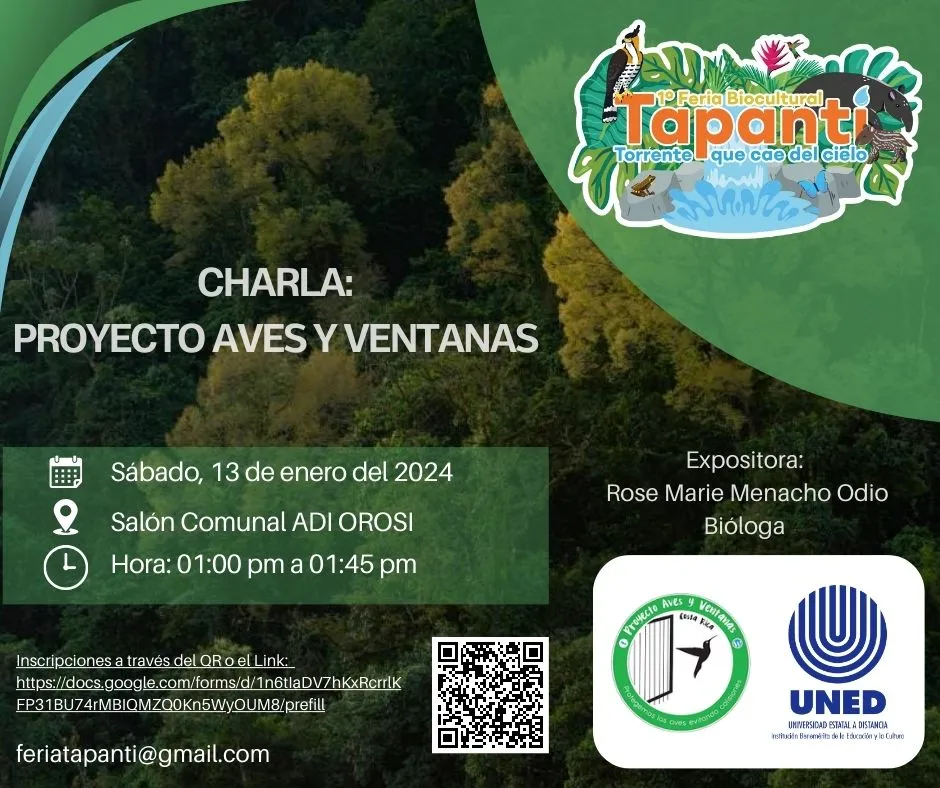 1º Feria Biocultural
Tapantí
Torrente que cae del cielo
CHARLA:
PROYECTO AVES Y VENTANAS
Sábado, 13 de enero del 2024
Salón Comunal ADI OROSI
Hora: 01:00 pm a 01:45 pm
Expositora:
Rose Marie Menacho Odio
Bióloga
Inscripciones a través del QR o el Link:
https://docs.google.com/forms/d/1n6tIaDV7hKxRcrrlK
FP31BU74rMBIQMZQ0Kn5WyOUM8/prefill
feriatapanti@gmail.com
Proyecto Aves y Ventanas
Costa Rica
Protegemos las aves evitando colisiones
UNED
UNIVERSIDAD ESTATAL A DISTANCIA
Institución Benemérita de la Educación y la Cultura